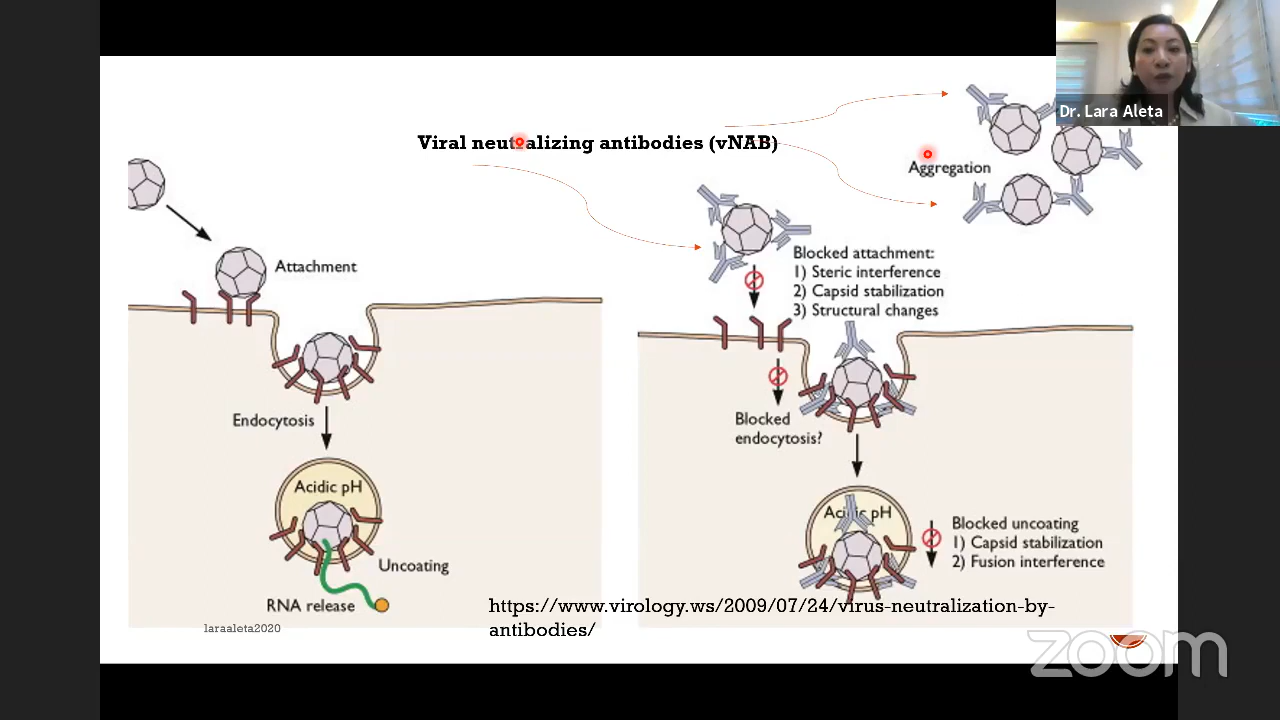 Dr. Lara Aleta
Viral neutralizing antibodies (vNAB)
Aggregation
Attachment
Blocked attachment:
1) Steric interference
2) Capsid stabilization
3) Structural changes
Endocytosis
Blocked
endocytosis?
Acidic pH
Uncoating
RNA release
Acidic pH
Blocked uncoating
1) Capsid stabilization
2) Fusion interference
https://www.virology.ws/2009/07/24/virus-neutralization-by-
antibodies/
laraaleta2020
zoom